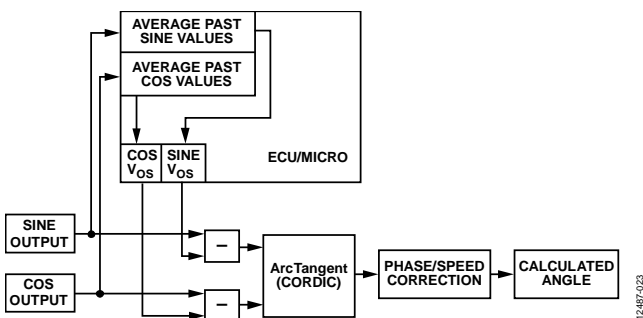 AVERAGE PAST
SINE VALUES
AVERAGE PAST
COS VALUES
COS
VOS
SINE
VOS
ECU/MICRO
SINE
OUTPUT
COS
OUTPUT
–
–
ArcTangent
(CORDIC)
PHASE/SPEED
CORRECTION
CALCULATED
ANGLE
12487-023